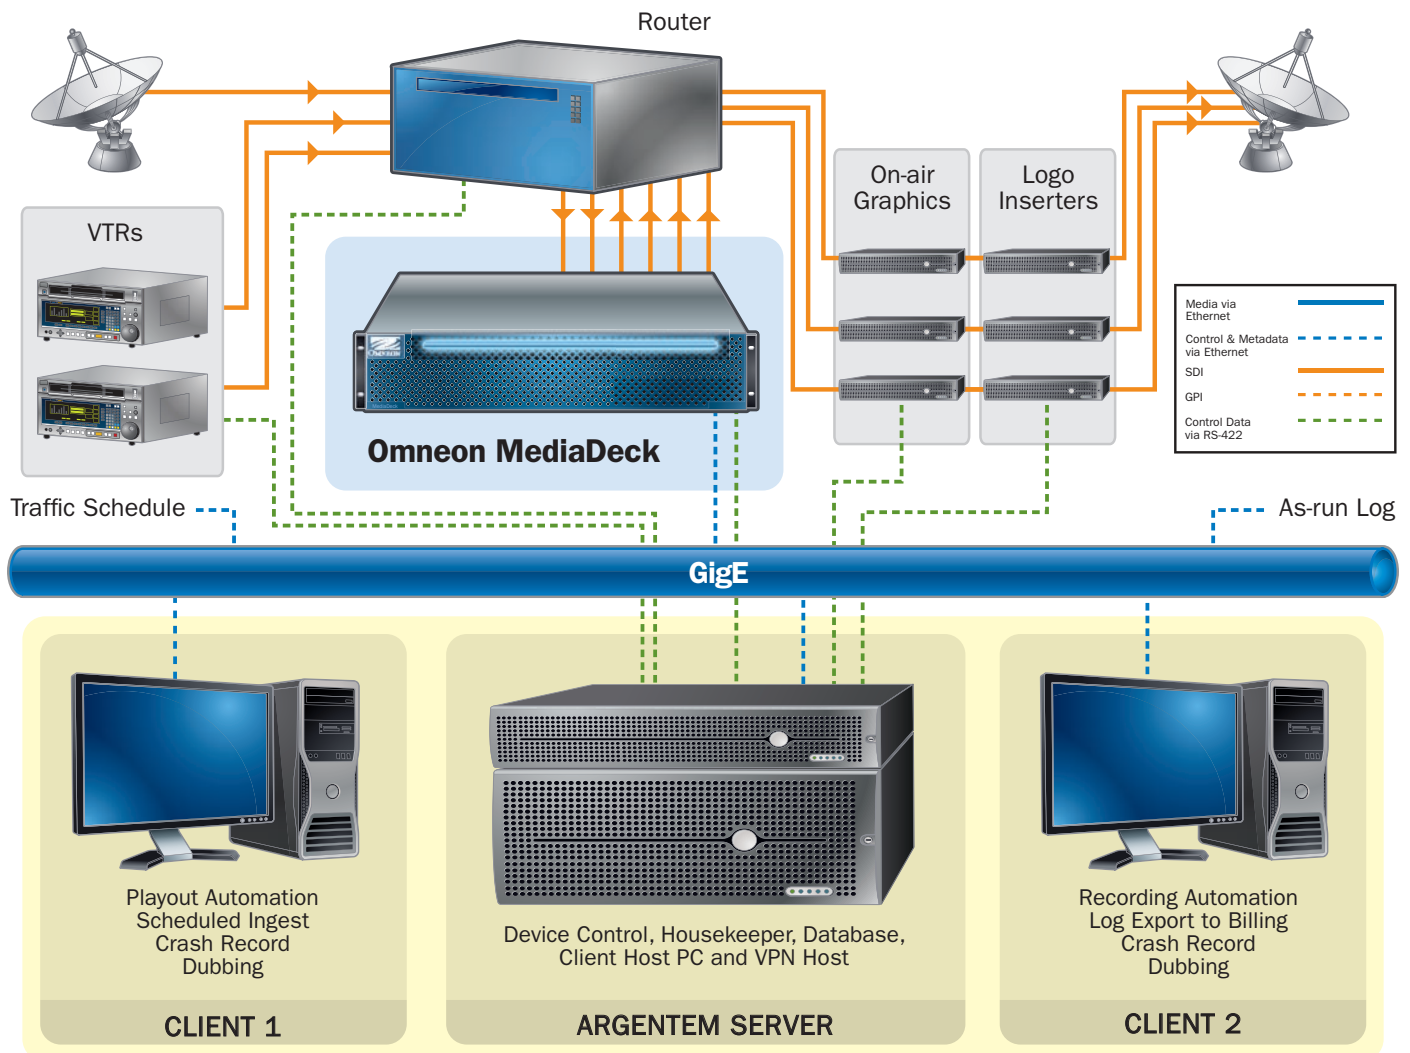 Router
VTRs
On-air
Graphics
Logo
Inserters
Media via
Ethernet
Control & Metadata
via Ethernet
SDI
GPI
Control Data
via RS-422
OMNEON
MediaDeck
Omneon MediaDeck
Traffic Schedule
As-run Log
GigE
Playout Automation
Scheduled Ingest
Crash Record
Dubbing
CLIENT 1
Device Control, Housekeeper, Database,
Client Host PC and VPN Host
ARGENTEM SERVER
Recording Automation
Log Export to Billing
Crash Record
Dubbing
CLIENT 2